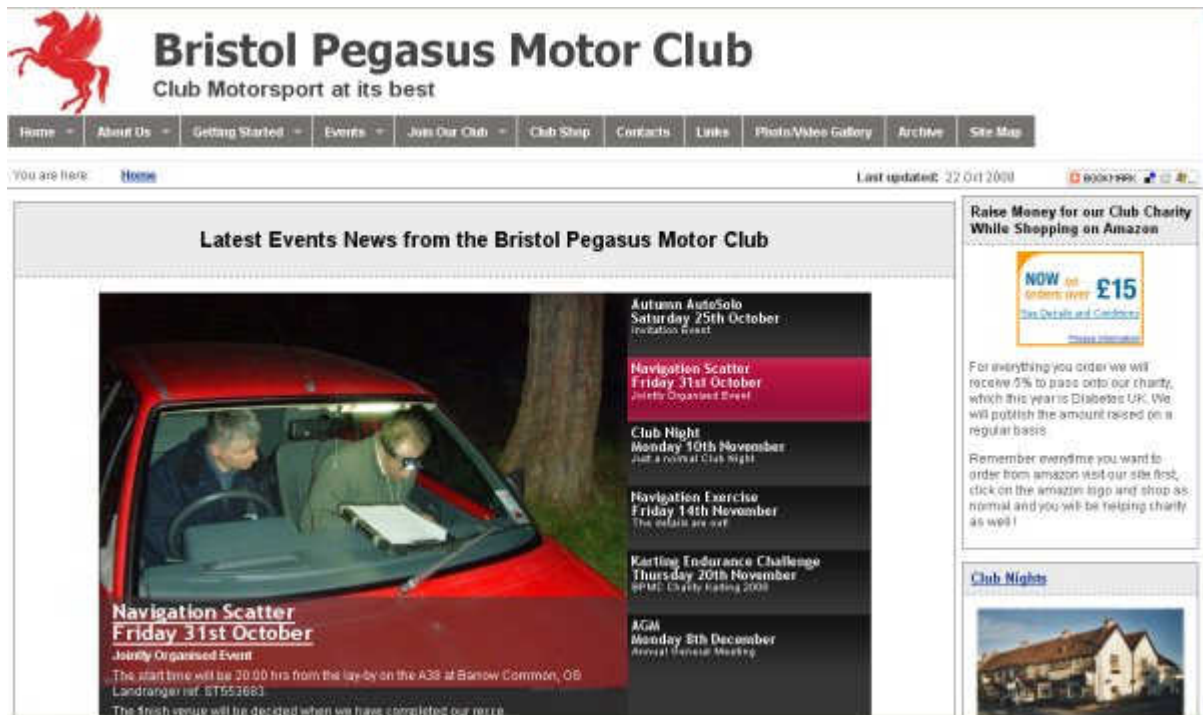 Bristol Pegasus Motor Club
Club Motorsport at its best
Home
About Us
Getting Started
Events
Join Our Club
Club Shop
Contacts
Links
Photo/Video Gallery
Archive
Site Map
You are here:
Home
Last updated: 22 Oct 2008
BOOKMARK
Latest Events News from the Bristol Pegasus Motor Club
Autumn AutoSolo
Saturday 25th October
Invitation Event
Navigation Scatter
Friday 31st October
Jointly Organised Event
Club Night
Monday 10th November
Just a normal Club Night
Navigation Exercise
Friday 14th November
The details are out!
Karting Endurance Challenge
Thursday 20th November
BPMC Charity Karting 2008
AGM
Monday 8th December
Annual General Meeting
Navigation Scatter
Friday 31st October
Jointly Organised Event
The start time will be 20:00 hrs from the lay-by on the A38 at Barrow Common, OS
Landranger ref. ST553683.
The finish venue will be decided when we have completed our recce
Raise Money for our Club Charity
While Shopping on Amazon
NOW on
orders over £15
See Details and Conditions
Privacy Information
For everything you order we will
receive 5% to pass onto our charity,
which this year is Diabetes UK. We
will publish the amount raised on a
regular basis
Remember everytime you want to
order from amazon visit our site first,
click on the amazon logo and shop as
normal and you will be helping charity
as well !
Club Nights